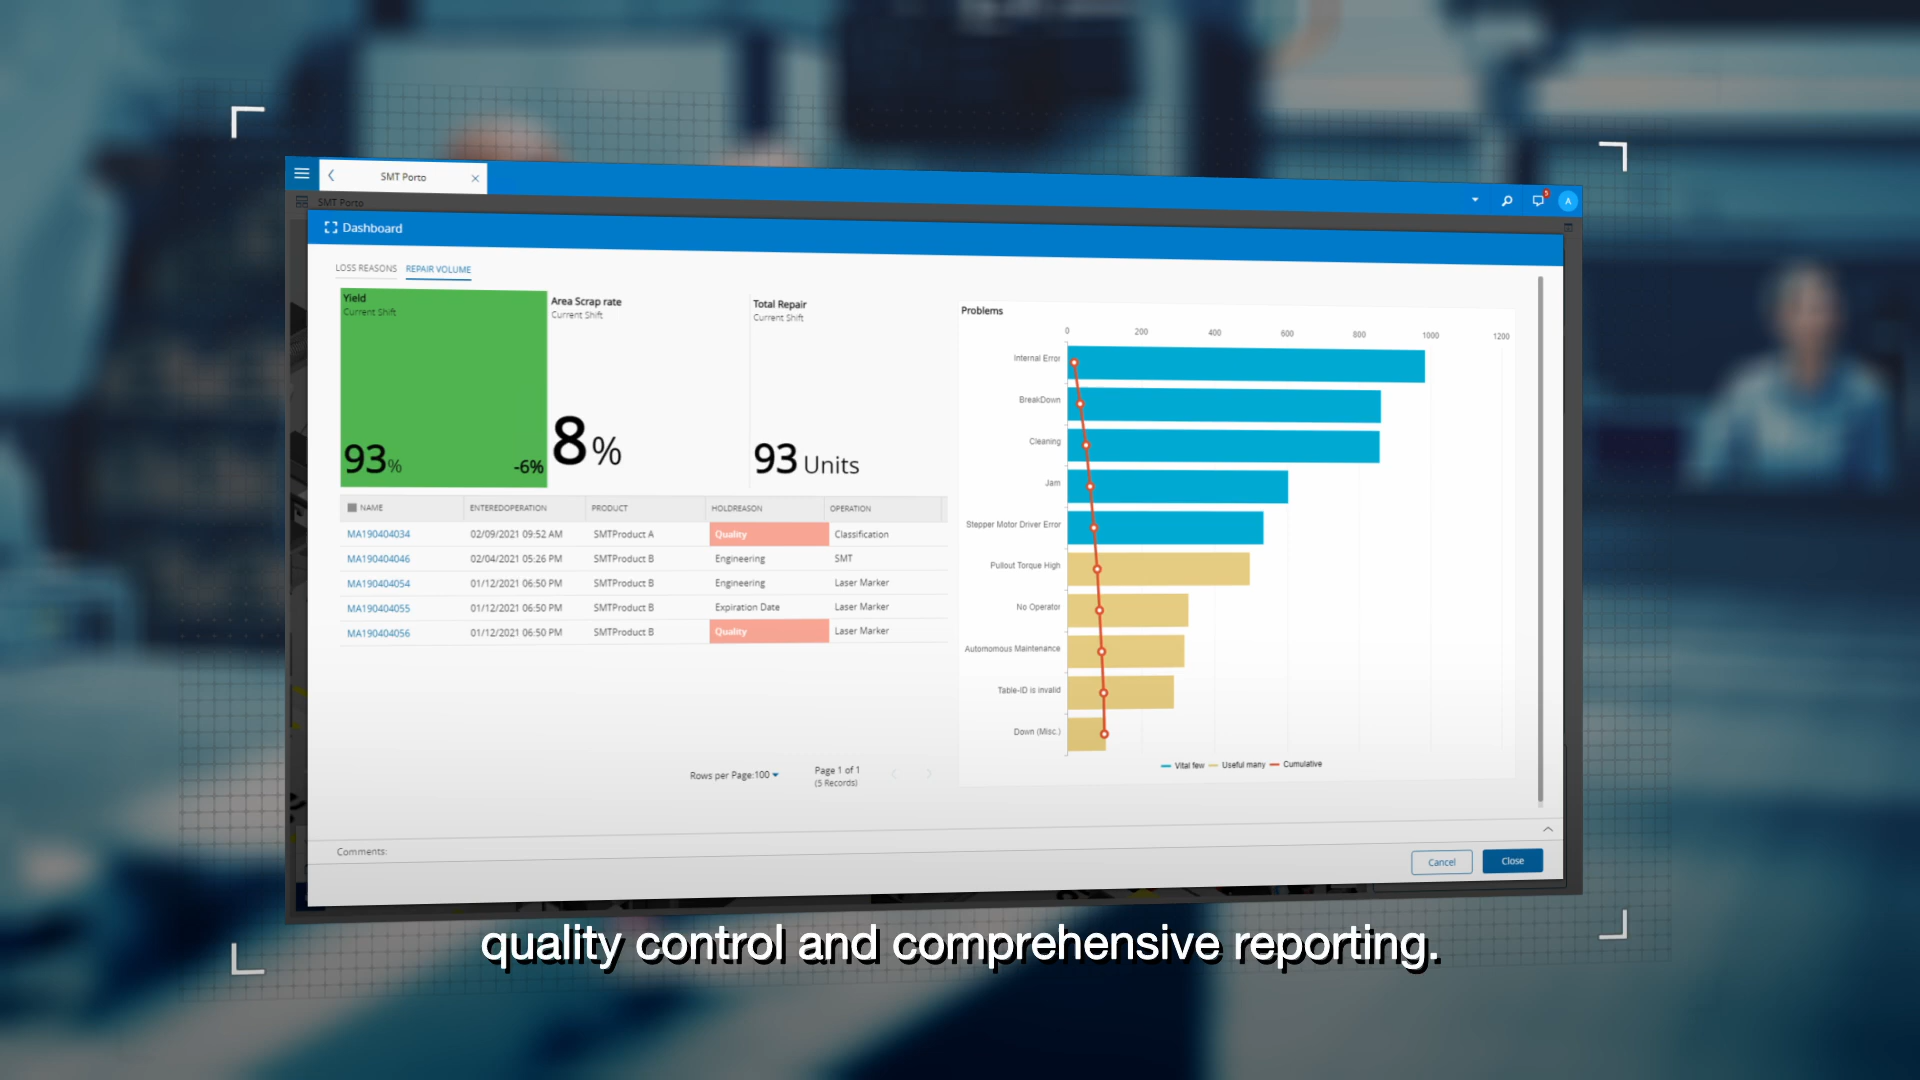 SMT Porto
SMT Porto
5
A
Dashboard
LOSS REASONS REPAIR VOLUME
Yield
Current Shift
93%
-6%
Area Scrap rate
Current Shift
8%
Total Repair
Current Shift
93 Units
NAME ENTEREDOPERATION PRODUCT HOLDREASON OPERATION
MA190404034 02/09/2021 09:52 AM SMTProduct A Quality Classification
MA190404046 02/04/2021 05:26 PM SMTProduct B Engineering SMT
MA190404054 01/12/2021 06:50 PM SMTProduct B Engineering Laser Marker
MA190404055 01/12/2021 06:50 PM SMTProduct B Expiration Date Laser Marker
MA190404056 01/12/2021 06:50 PM SMTProduct B Quality Laser Marker
Rows per Page:100
Page 1 of 1
(5 Records)
Problems
0 200 400 600 800 1000 1200
Internal Error
BreakDown
Cleaning
Jam
Stepper Motor Driver Error
Pullout Torque High
No Operator
Automomous Maintenance
Table-ID is invalid
Down (Misc.)
Vital few Useful many Cumulative
Comments:
Cancel
Close
quality control and comprehensive reporting.